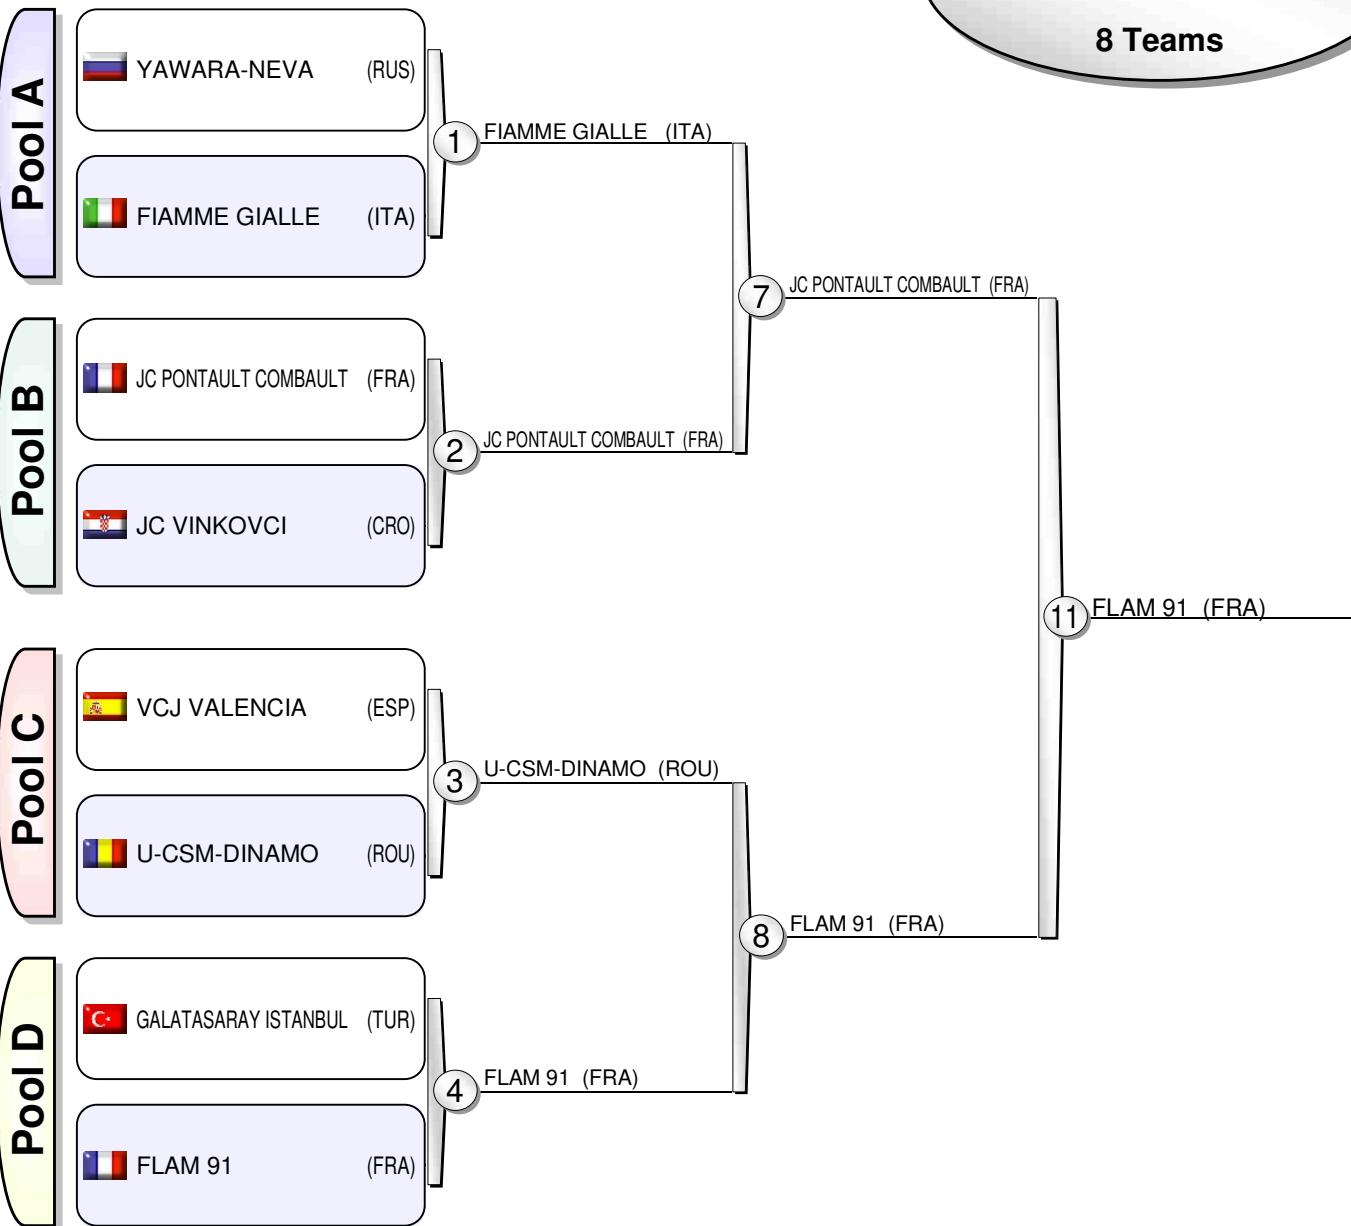 8 Teams
Pool A
YAWARA-NEVA (RUS)
FIAMME GIALLE (ITA)
1
FIAMME GIALLE (ITA)
7
JC PONTAULT COMBAULT (FRA)
Pool B
JC PONTAULT COMBAULT (FRA)
JC VINKOVCI (CRO)
2
JC PONTAULT COMBAULT (FRA)
11
FLAM 91 (FRA)
Pool C
VCJ VALENCIA (ESP)
U-CSM-DINAMO (ROU)
3
U-CSM-DINAMO (ROU)
8
FLAM 91 (FRA)
Pool D
GALATASARAY ISTANBUL (TUR)
FLAM 91 (FRA)
4
FLAM 91 (FRA)